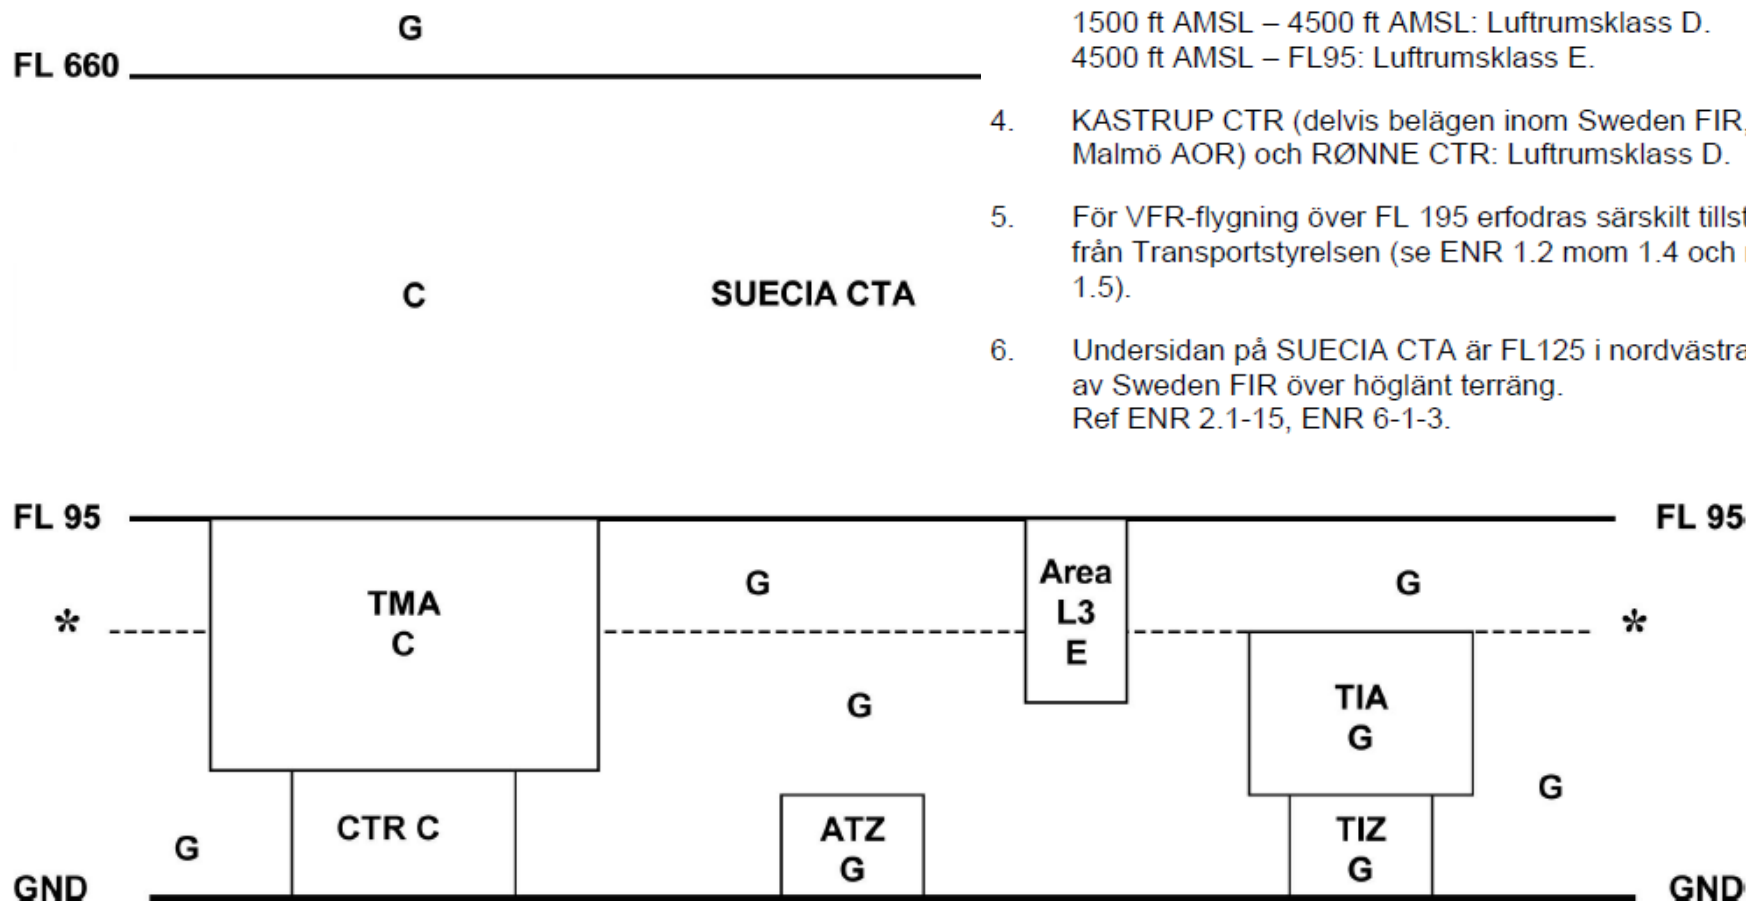 G
FL 660
1500 ft AMSL – 4500 ft AMSL: Luftrumsklass D.
4500 ft AMSL – FL95: Luftrumsklass E.
4. KASTRUP CTR (delvis belägen inom Sweden FIR,
Malmö AOR) och RØNNE CTR: Luftrumsklass D.
5. För VFR-flygning över FL 195 erfodras särskilt
från Transportstyrelsen (se ENR 1.2 mom 1.4 och
1.5).
6. Undersidan på SUECIA CTA är FL125 i nordvästra
av Sweden FIR över höglänt terräng.
Ref ENR 2.1-15, ENR 6-1-3.
C
SUECIA CTA
FL 95
FL 95
TMA
C
G
Area
L3
E
G
*
*
G
TIA
G
G
G
CTR C
ATZ
G
TIZ
G
GND
GND